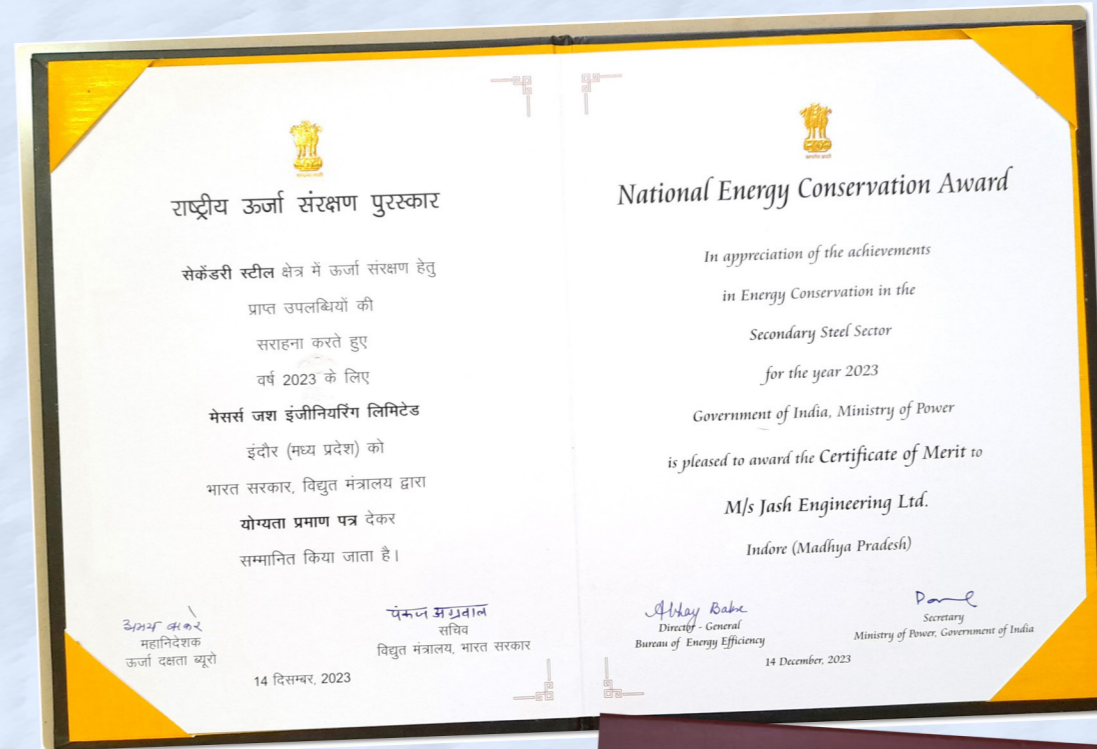 राष्ट्रीय ऊर्जा संरक्षण पुरस्कार
सेकेंडरी स्टील क्षेत्र में ऊर्जा संरक्षण हेतु
प्राप्त उपलब्धियों की
सराहना करते हुए
वर्ष 2023 के लिए
मेसर्स जश इंजीनियरिंग लिमिटेड
इंदौर (मध्य प्रदेश) को
भारत सरकार, विद्युत मंत्रालय द्वारा
योग्यता प्रमाण पत्र देकर
सम्मानित किया जाता है।
अभय बाकरे
महानिदेशक
ऊर्जा दक्षता ब्यूरो
पंकज अग्रवाल
सचिव
विद्युत मंत्रालय, भारत सरकार
14 दिसम्बर, 2023
National Energy Conservation Award
In appreciation of the achievements
in Energy Conservation in the
Secondary Steel Sector
for the year 2023
Government of India, Ministry of Power
is pleased to award the Certificate of Merit to
M/s Jash Engineering Ltd.
Indore (Madhya Pradesh)
Abhay Bakre
Director - General
Bureau of Energy Efficiency
Secretary
Ministry of Power, Government of India
14 December, 2023